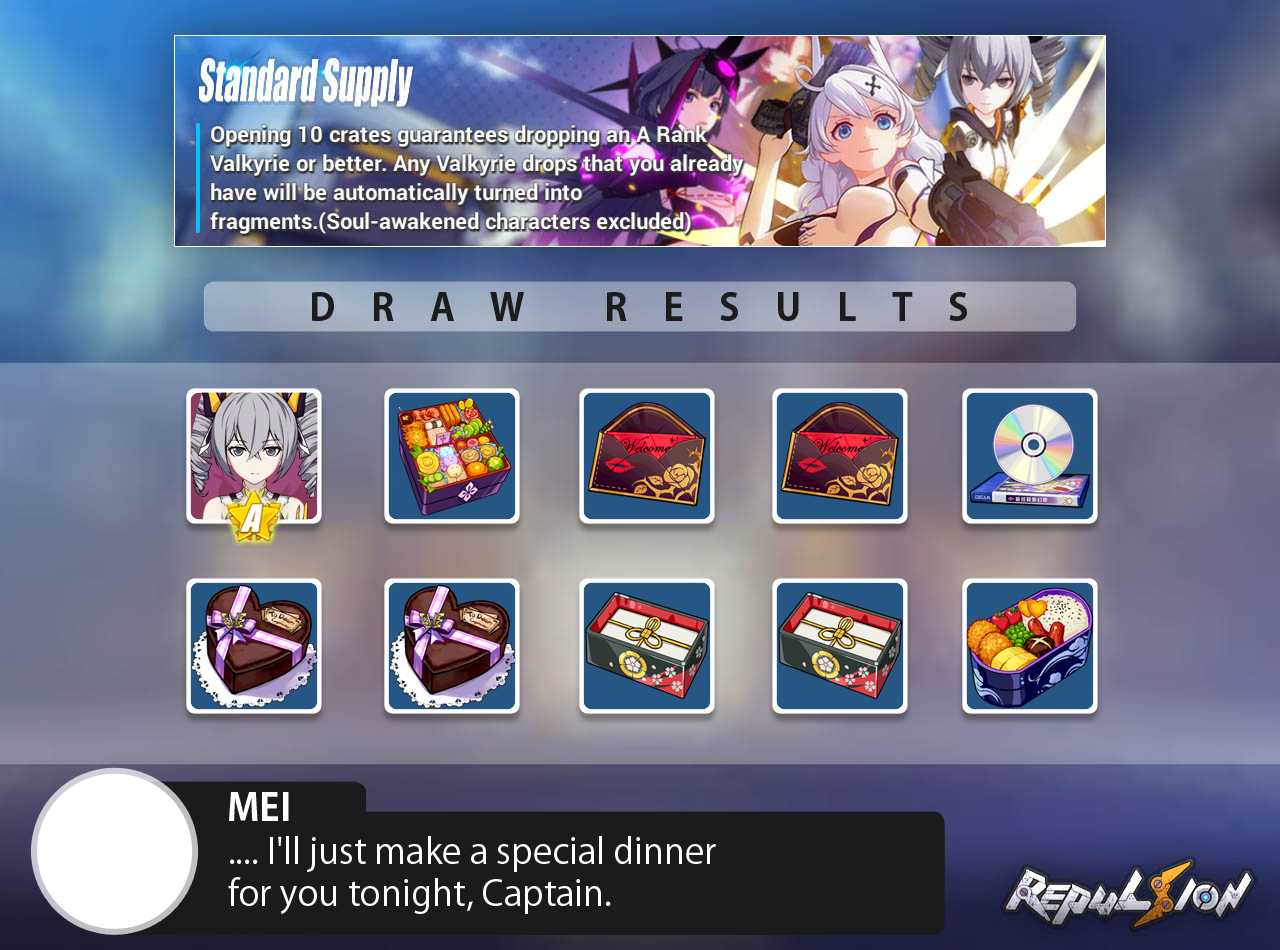 Standard Supply
Opening 10 crates guarantees dropping an A Rank
Valkyrie or better. Any Valkyrie drops that you already
have will be automatically turned into
fragments.(Soul-awakened characters excluded)
DRAW RESULTS
A
Welcome
Welcome
MEI
.... I'll just make a special dinner
for you tonight, Captain.
REPULSION